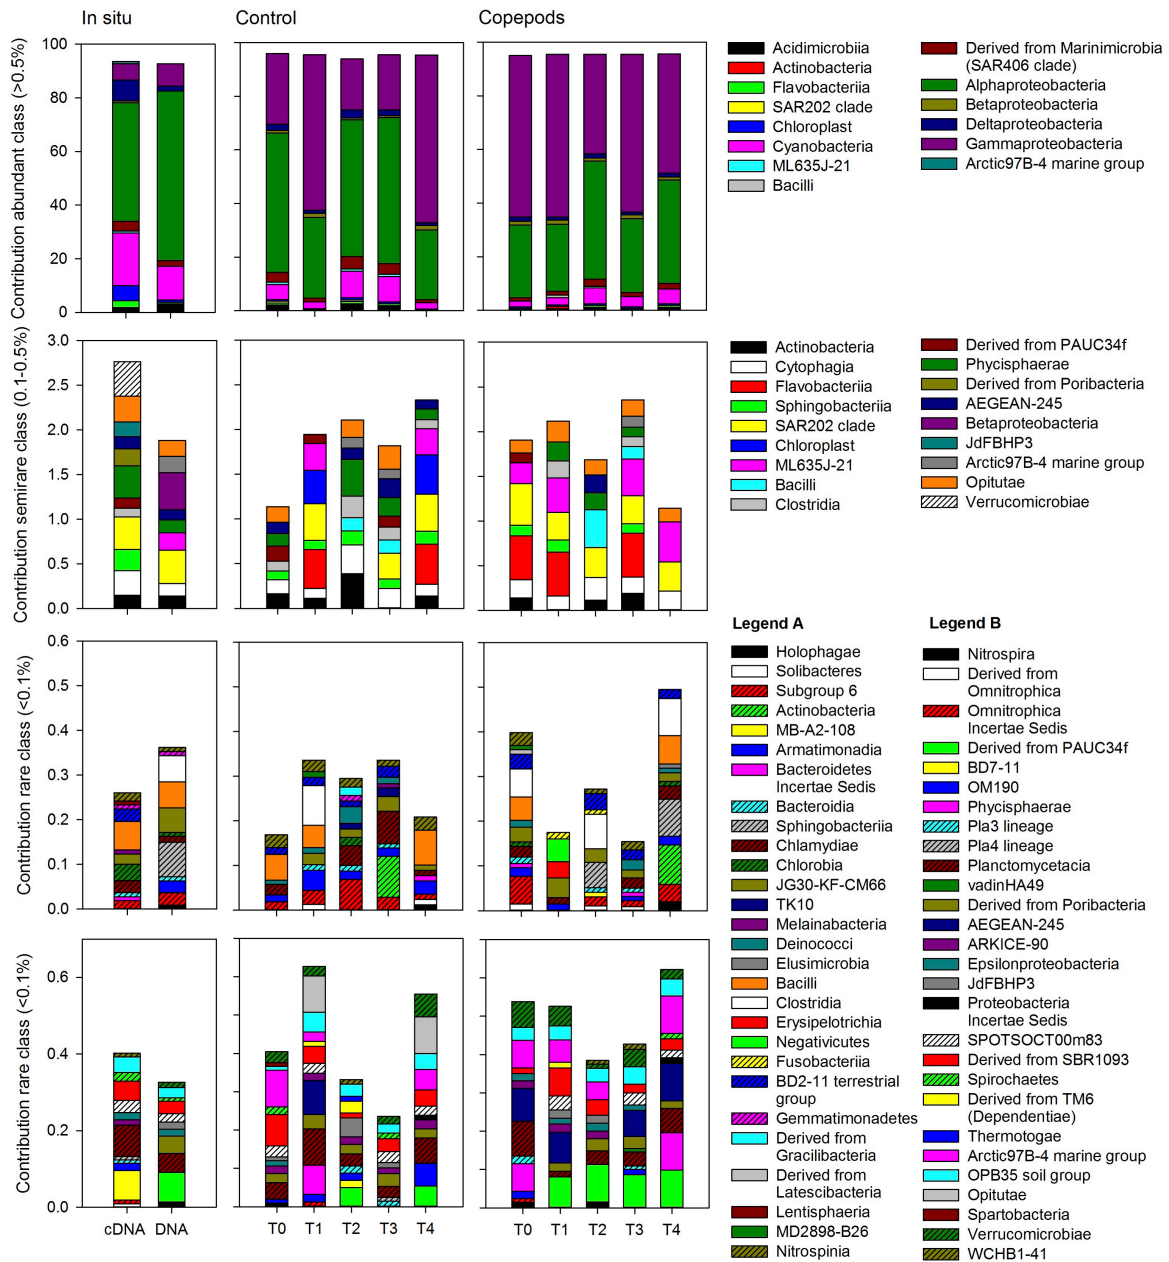 In situ
Control
Copepods
Contribution abundant class (>0.5%)
100
80
60
40
20
0
Acidimicrobiia
Actinobacteria
Flavobacteriia
SAR202 clade
Chloroplast
Cyanobacteria
ML635J-21
Bacilli
Derived from Marinimicrobia
(SAR406 clade)
Alphaproteobacteria
Betaproteobacteria
Deltaproteobacteria
Gammaproteobacteria
Arctic97B-4 marine group
Contribution semirare class (0.1-0.5%)
3.0
2.5
2.0
1.5
1.0
0.5
0.0
Actinobacteria
Cytophagia
Flavobacteriia
Sphingobacteriia
SAR202 clade
Chloroplast
ML635J-21
Bacilli
Clostridia
Derived from PAUC34f
Phycisphaerae
Derived from Poribacteria
AEGEAN-245
Betaproteobacteria
JdFBHP3
Arctic97B-4 marine group
Opitutae
Verrucomicrobiae
Contribution rare class (<0.1%)
0.6
0.5
0.4
0.3
0.2
0.1
0.0
Contribution rare class (<0.1%)
0.6
0.4
0.2
0.0
cDNA
DNA
T0
T1
T2
T3
T4
T0
T1
T2
T3
T4
Legend A
Holophagae
Solibacteres
Subgroup 6
Actinobacteria
MB-A2-108
Armatimonadia
Bacteroidetes
Incertae Sedis
Bacteroidia
Sphingobacteriia
Chlamydiae
Chlorobia
JG30-KF-CM66
TK10
Melainabacteria
Deinococci
Elusimicrobia
Bacilli
Clostridia
Erysipelotrichia
Negativicutes
Fusobacteriia
BD2-11 terrestrial
group
Gemmatimonadetes
Derived from
Gracilibacteria
Derived from
Latescibacteria
Lentisphaeria
MD2898-B26
Nitrospinia
Legend B
Nitrospira
Derived from
Omnitrophica
Omnitrophica
Incertae Sedis
Derived from PAUC34f
BD7-11
OM190
Phycisphaerae
Pla3 lineage
Pla4 lineage
Planctomycetacia
vadinHA49
Derived from Poribacteria
AEGEAN-245
ARKICE-90
Epsilonproteobacteria
JdFBHP3
Proteobacteria
Incertae Sedis
SPOTSOCT00m83
Derived from SBR1093
Spirochaetes
Derived from TM6
(Dependentiae)
Thermotogae
Arctic97B-4 marine group
OPB35 soil group
Opitutae
Spartobacteria
Verrucomicrobiae
WCHB1-41